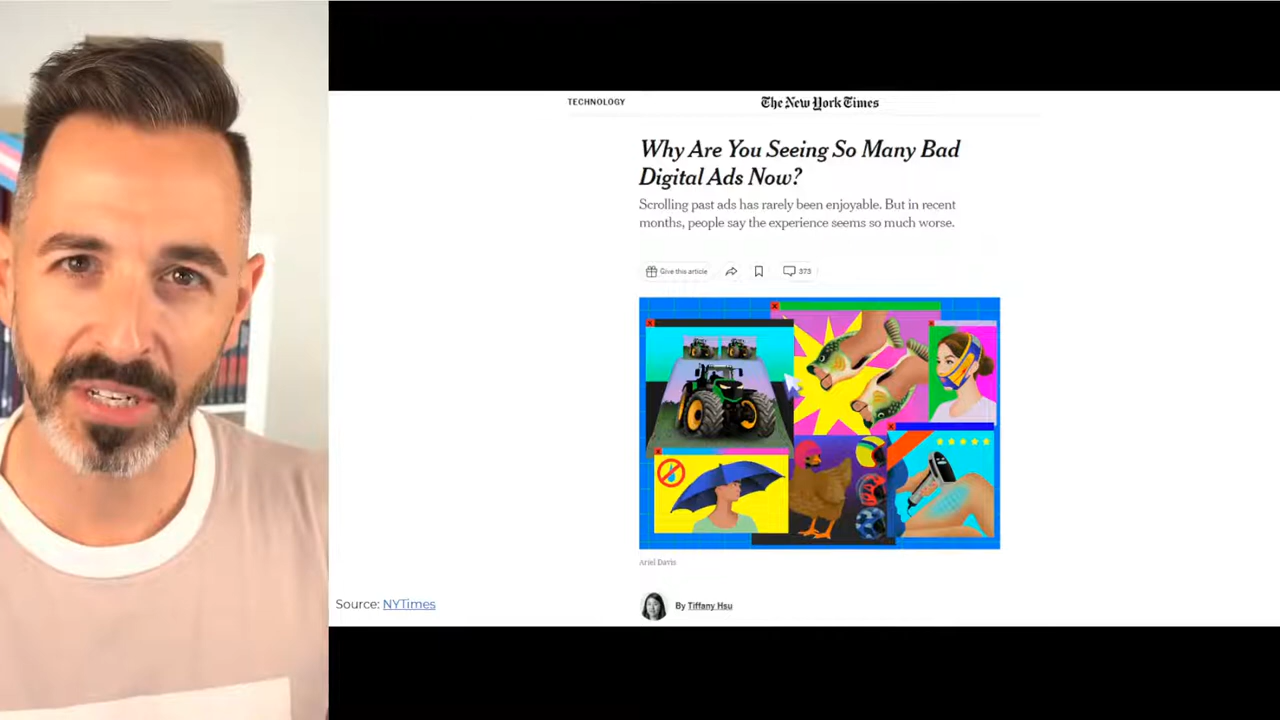 TECHNOLOGY
The New York Times
Why Are You Seeing So Many Bad
Digital Ads Now?
Scrolling past ads has rarely been enjoyable. But in recent
months, people say the experience seems so much worse.
Give this article
373
Ariel Davis
Source: NYTimes
By Tiffany Hsu